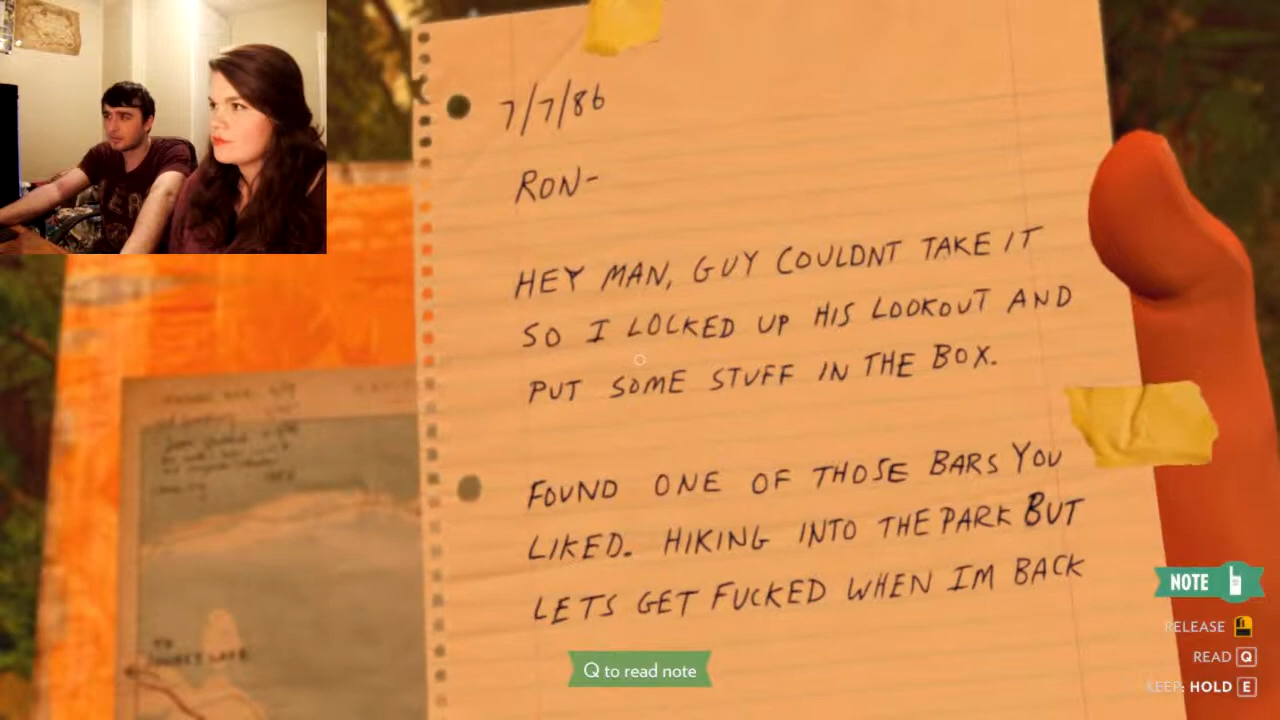 7/7/86
RON-
HEY MAN, GUY COULDNT TAKE IT
SO I LOCKED UP HIS LOOKOUT AND
PUT SOME STUFF IN THE BOX.
FOUND ONE OF THOSE BARS YOU
LIKED. HIKING INTO THE PARK BUT
LETS GET FUCKED WHEN IM BACK
NOTE
RELEASE
READ Q
KEEP: HOLD E
Q to read note
TO